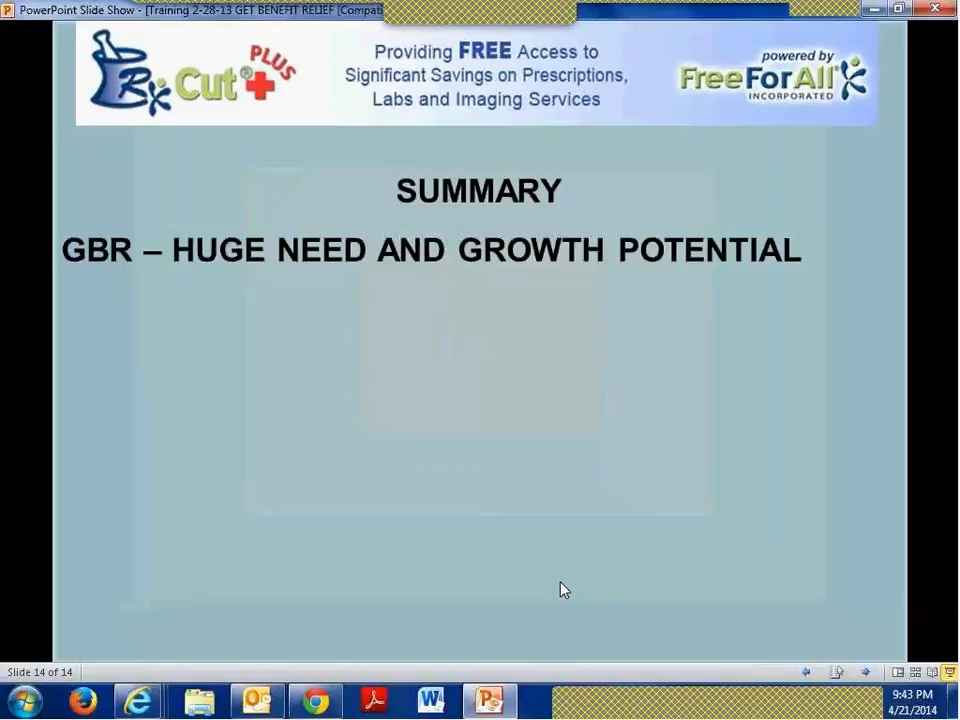 PowerPoint Slide Show - [Training 2-28-13 GET BENEFIT RELIEF [Compati
Rx Cut® PLUS
Providing FREE Access to
Significant Savings on Prescriptions,
Labs and Imaging Services
powered by
FreeForAll
INCORPORATED
SUMMARY
GBR – HUGE NEED AND GROWTH POTENTIAL
Slide 14 of 14
9:43 PM
4/21/2014